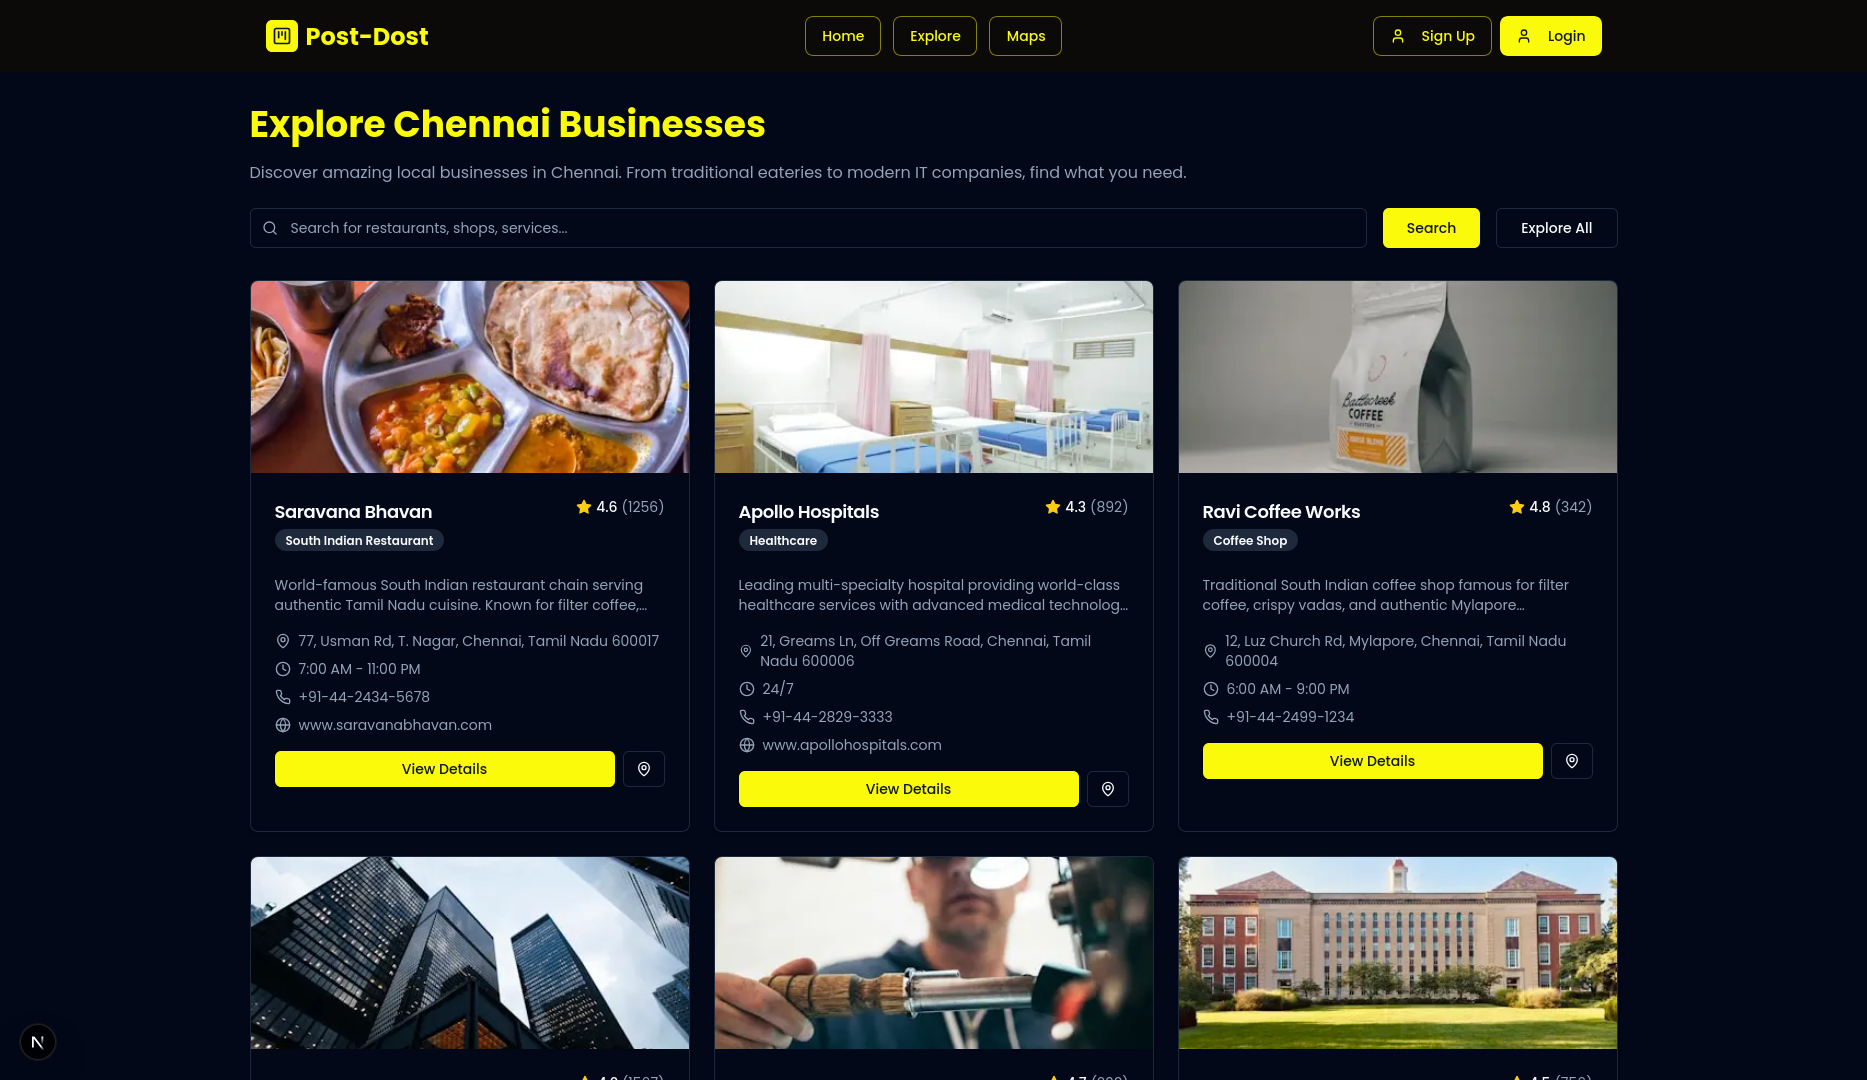 Post-Dost
Home
Explore
Maps
Sign Up
Login
Explore Chennai Businesses
Discover amazing local businesses in Chennai. From traditional eateries to modern IT companies, find what you need.
Search for restaurants, shops, services...
Search
Explore All
Battlecreek
COFFEE
ROASTERS
HOUSE BLEND
Saravana Bhavan
4.6 (1256)
South Indian Restaurant
World-famous South Indian restaurant chain serving
authentic Tamil Nadu cuisine. Known for filter coffee,...
77, Usman Rd, T. Nagar, Chennai, Tamil Nadu 600017
7:00 AM - 11:00 PM
+91-44-2434-5678
www.saravanabhavan.com
View Details
Apollo Hospitals
4.3 (892)
Healthcare
Leading multi-specialty hospital providing world-class
healthcare services with advanced medical technolog...
21, Greams Ln, Off Greams Road, Chennai, Tamil
Nadu 600006
24/7
+91-44-2829-3333
www.apollohospitals.com
View Details
Ravi Coffee Works
4.8 (342)
Coffee Shop
Traditional South Indian coffee shop famous for filter
coffee, crispy vadas, and authentic Mylapore...
12, Luz Church Rd, Mylapore, Chennai, Tamil Nadu
600004
6:00 AM - 9:00 PM
+91-44-2499-1234
View Details
N